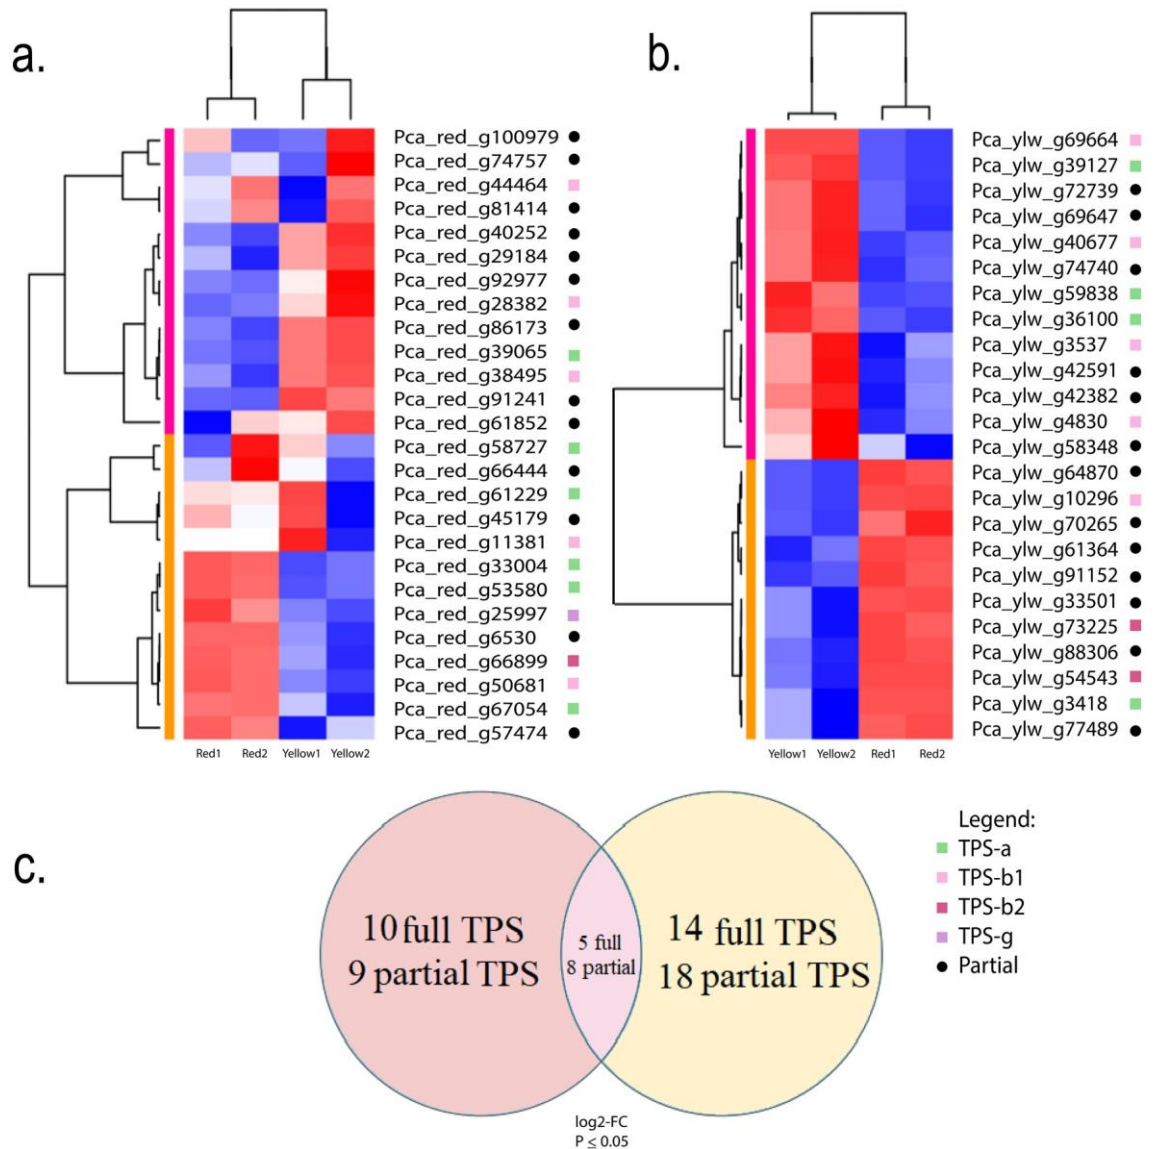 a.
Pca_red_g100979
Pca_red_g74757
Pca_red_g44464
Pca_red_g81414
Pca_red_g40252
Pca_red_g29184
Pca_red_g92977
Pca_red_g28382
Pca_red_g86173
Pca_red_g39065
Pca_red_g38495
Pca_red_g91241
Pca_red_g61852
Pca_red_g58727
Pca_red_g66444
Pca_red_g61229
Pca_red_g45179
Pca_red_g11381
Pca_red_g33004
Pca_red_g53580
Pca_red_g25997
Pca_red_g6530
Pca_red_g66899
Pca_red_g50681
Pca_red_g67054
Pca_red_g57474
Red1 Red2 Yellow1 Yellow2
b.
Pca_ylw_g69664
Pca_ylw_g39127
Pca_ylw_g72739
Pca_ylw_g69647
Pca_ylw_g40677
Pca_ylw_g74740
Pca_ylw_g59838
Pca_ylw_g36100
Pca_ylw_g3537
Pca_ylw_g42591
Pca_ylw_g42382
Pca_ylw_g4830
Pca_ylw_g58348
Pca_ylw_g64870
Pca_ylw_g10296
Pca_ylw_g70265
Pca_ylw_g61364
Pca_ylw_g91152
Pca_ylw_g33501
Pca_ylw_g73225
Pca_ylw_g88306
Pca_ylw_g54543
Pca_ylw_g3418
Pca_ylw_g77489
Yellow1 Yellow2 Red1 Red2
c.
10 full TPS
9 partial TPS
5 full
8 partial
14 full TPS
18 partial TPS
log2-FC
P ≤ 0.05
Legend:
TPS-a
TPS-b1
TPS-b2
TPS-g
Partial